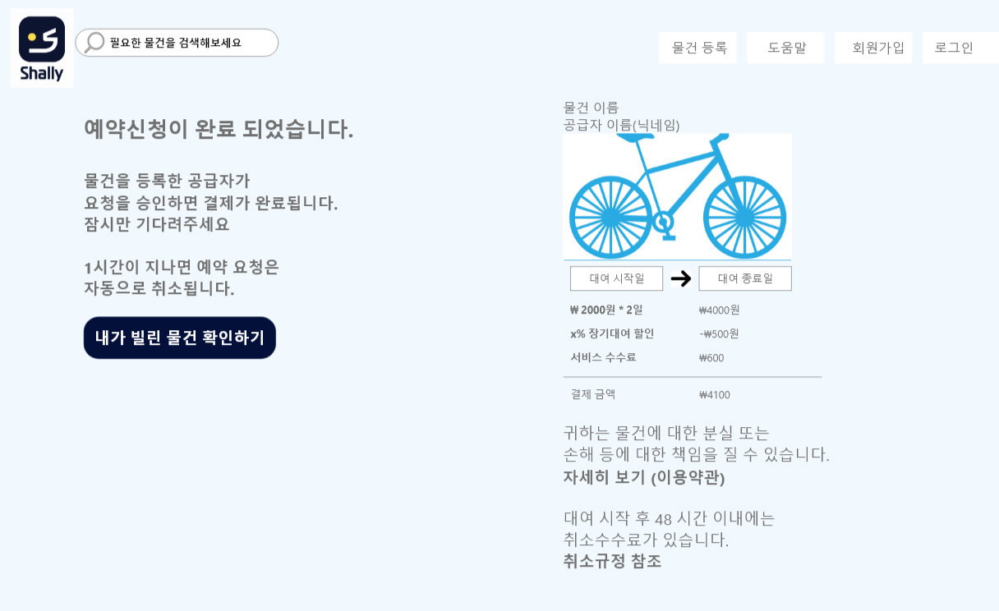 Shally
필요한 물건을 검색해보세요
물건 등록
도움말
회원가입
로그인
예약신청이 완료 되었습니다.
물건을 등록한 공급자가
요청을 승인하면 결제가 완료됩니다.
잠시만 기다려주세요
1시간이 지나면 예약 요청은
자동으로 취소됩니다.
내가 빌린 물건 확인하기
물건 이름
공급자 이름(닉네임)
대여 시작일
대여 종료일
₩ 2000원 * 2일 ₩4000원
x% 장기대여 할인 -₩500원
서비스 수수료 ₩600
결제 금액 ₩4100
귀하는 물건에 대한 분실 또는
손해 등에 대한 책임을 질 수 있습니다.
자세히 보기 (이용약관)
대여 시작 후 48 시간 이내에는
취소수수료가 있습니다.
취소규정 참조